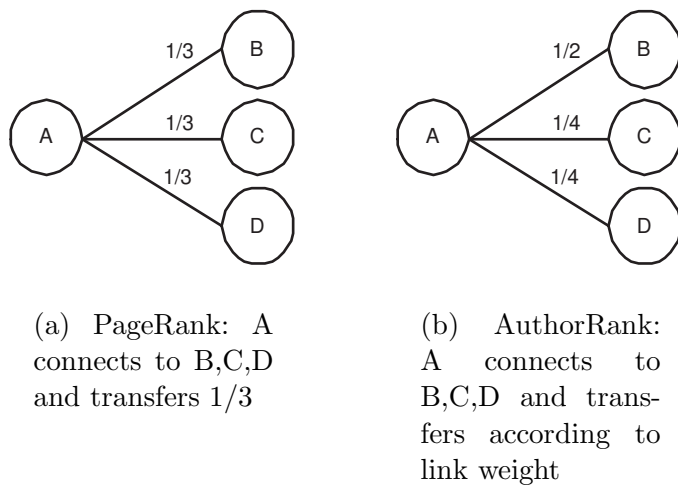 1/3
B
A
1/3
C
1/3
D
(a) PageRank: A
connects to B,C,D
and transfers 1/3
1/2
B
A
1/4
C
1/4
D
(b) AuthorRank:
A connects to
B,C,D and trans-
fers according to
link weight